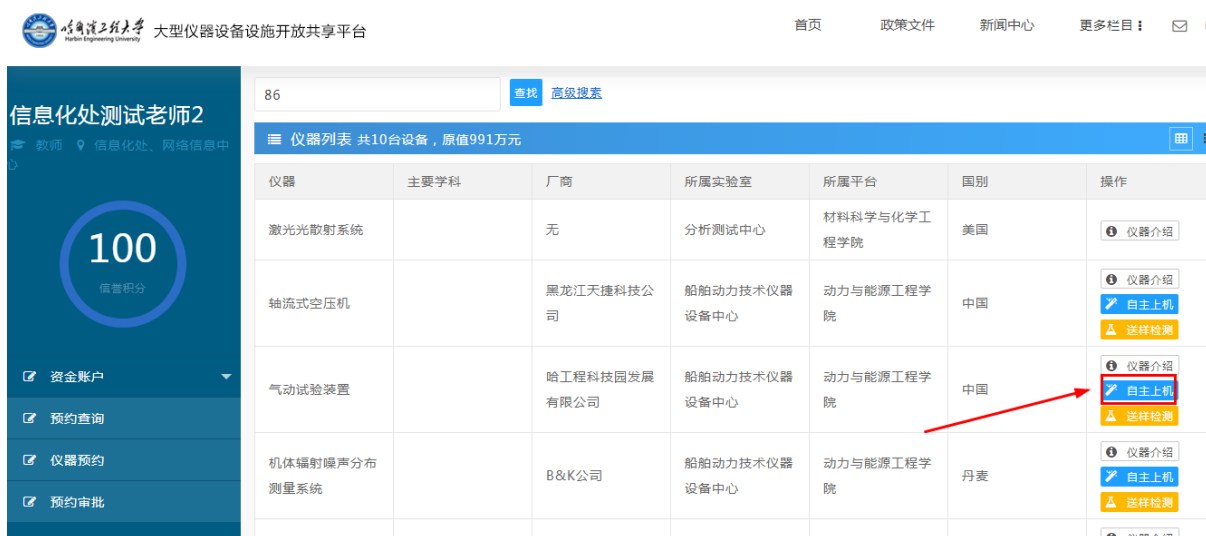 哈尔滨工程大学
Harbin Engineering University
大型仪器设备设施开放共享平台
首页 政策文件 新闻中心 更多栏目
信息化处测试老师2
教师 信息化处、网络信息中
心
100
信誉积分
资金账户
预约查询
仪器预约
预约审批
86 查找 高级搜素
仪器列表 共10台设备，原值991万元
仪器 主要学科 厂商 所属实验室 所属平台 国别 操作
激光光散射系统 无 分析测试中心 材料科学与化学工
程学院 美国 仪器介绍
轴流式空压机 黑龙江天捷科技公
司 船舶动力技术仪器
设备中心 动力与能源工程学
院 中国 仪器介绍
自主上机
送样检测
气动试验装置 哈工程科技园发展
有限公司 船舶动力技术仪器
设备中心 动力与能源工程学
院 中国 仪器介绍
自主上机
送样检测
机体辐射噪声分布
测量系统 B&K公司 船舶动力技术仪器
设备中心 动力与能源工程学
院 丹麦 仪器介绍
自主上机
送样检测